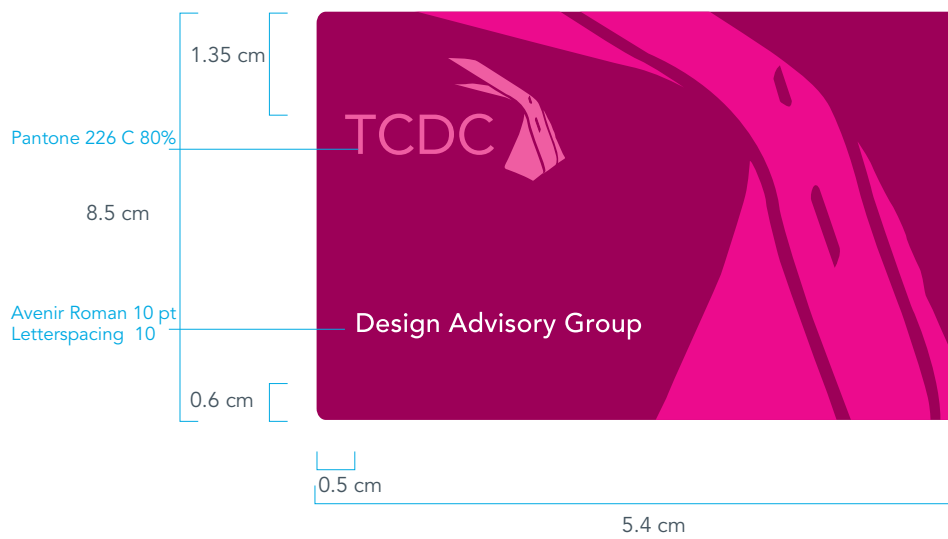 1.35 cm
Pantone 226 C 80%
TCDC
8.5 cm
Avenir Roman 10 pt
Letterspacing 10
Design Advisory Group
0.6 cm
0.5 cm
5.4 cm